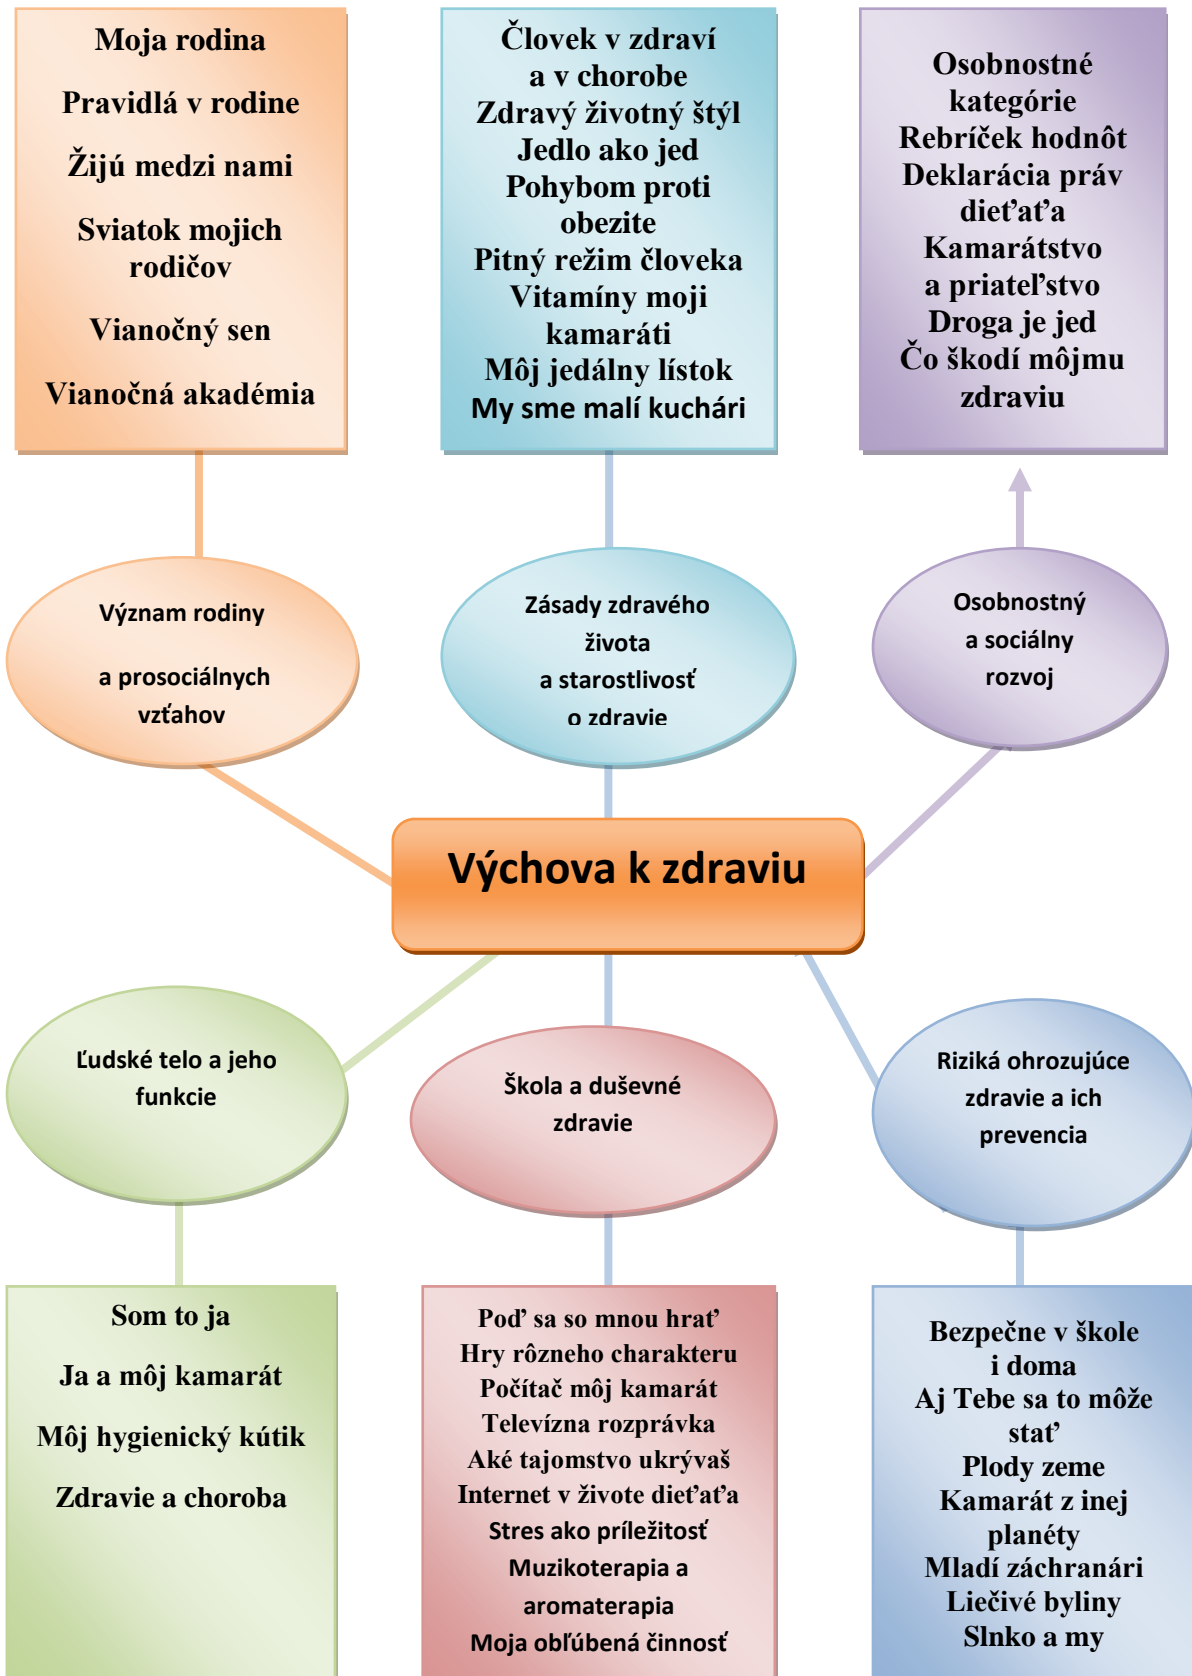 Moja rodina
Pravidlá v rodine
Žijú medzi nami
Sviatok mojich
rodičov
Vianočný sen
Vianočná akadémia
Človek v zdraví
a v chorobe
Zdravý životný štýl
Jedlo ako jed
Pohybom proti
obezite
Pitný režim človeka
Vitamíny moji
kamaráti
Môj jedálny lístok
My sme malí kuchári
Osobnostné
kategórie
Rebríček hodnôt
Deklarácia práv
dieťaťa
Kamarátstvo
a priateľstvo
Droga je jed
Čo škodí môjmu
zdraviu
Význam rodiny
a prosociálnych
vzťahov
Zásady zdravého
života
a starostlivosť
o zdravie
Osobnostný
a sociálny
rozvoj
Výchova k zdraviu
Ľudské telo a jeho
funkcie
Škola a duševné
zdravie
Riziká ohrozujúce
zdravie a ich
prevencia
Som to ja
Ja a môj kamarát
Môj hygienický kútik
Zdravie a choroba
Poď sa so mnou hrať
Hry rôzneho charakteru
Počítač môj kamarát
Televízna rozprávka
Aké tajomstvo ukrývaš
Internet v živote dieťaťa
Stres ako príležitosť
Muzikoterapia a
aromaterapia
Moja obľúbená činnosť
Bezpečne v škole
i doma
Aj Tebe sa to môže
stať
Plody zeme
Kamarát z inej
planéty
Mladí záchranári
Liečivé byliny
Slnko a my